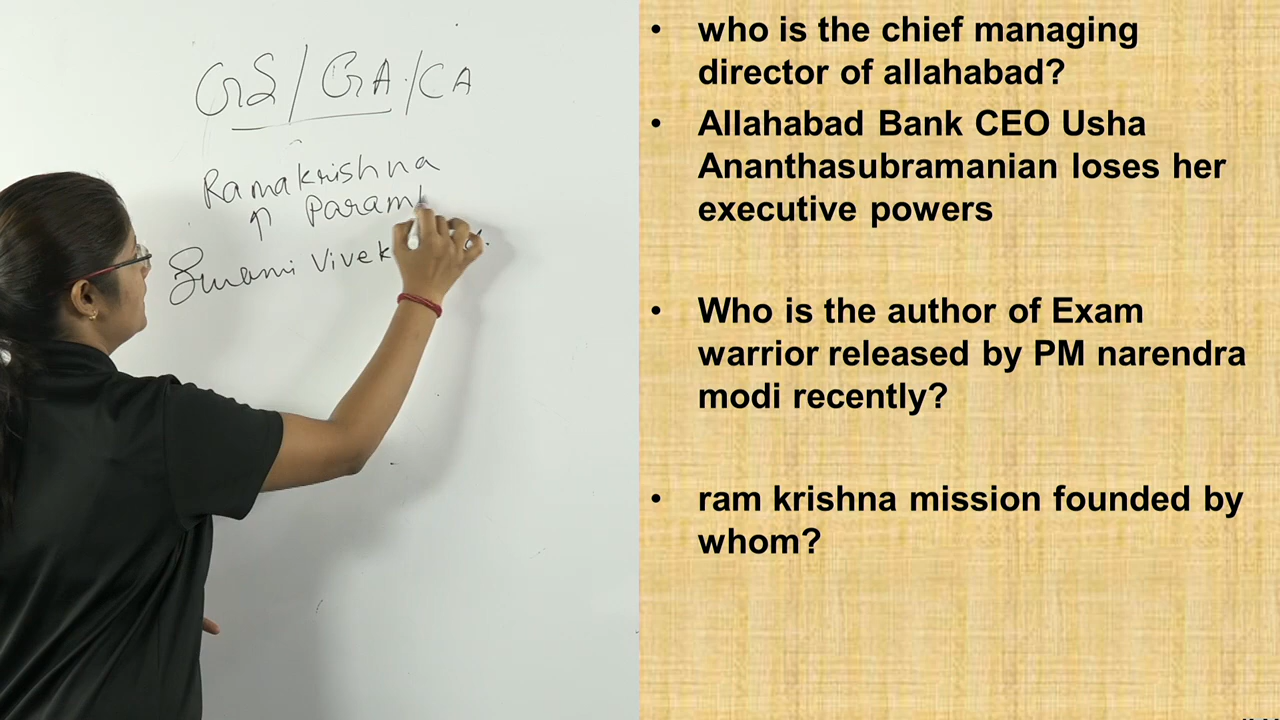 GS / GA / CA
Ramakrishna
Param
Swami Vivek
• who is the chief managing
director of allahabad?
• Allahabad Bank CEO Usha
Ananthasubramanian loses her
executive powers
• Who is the author of Exam
warrior released by PM narendra
modi recently?
• ram krishna mission founded by
whom?